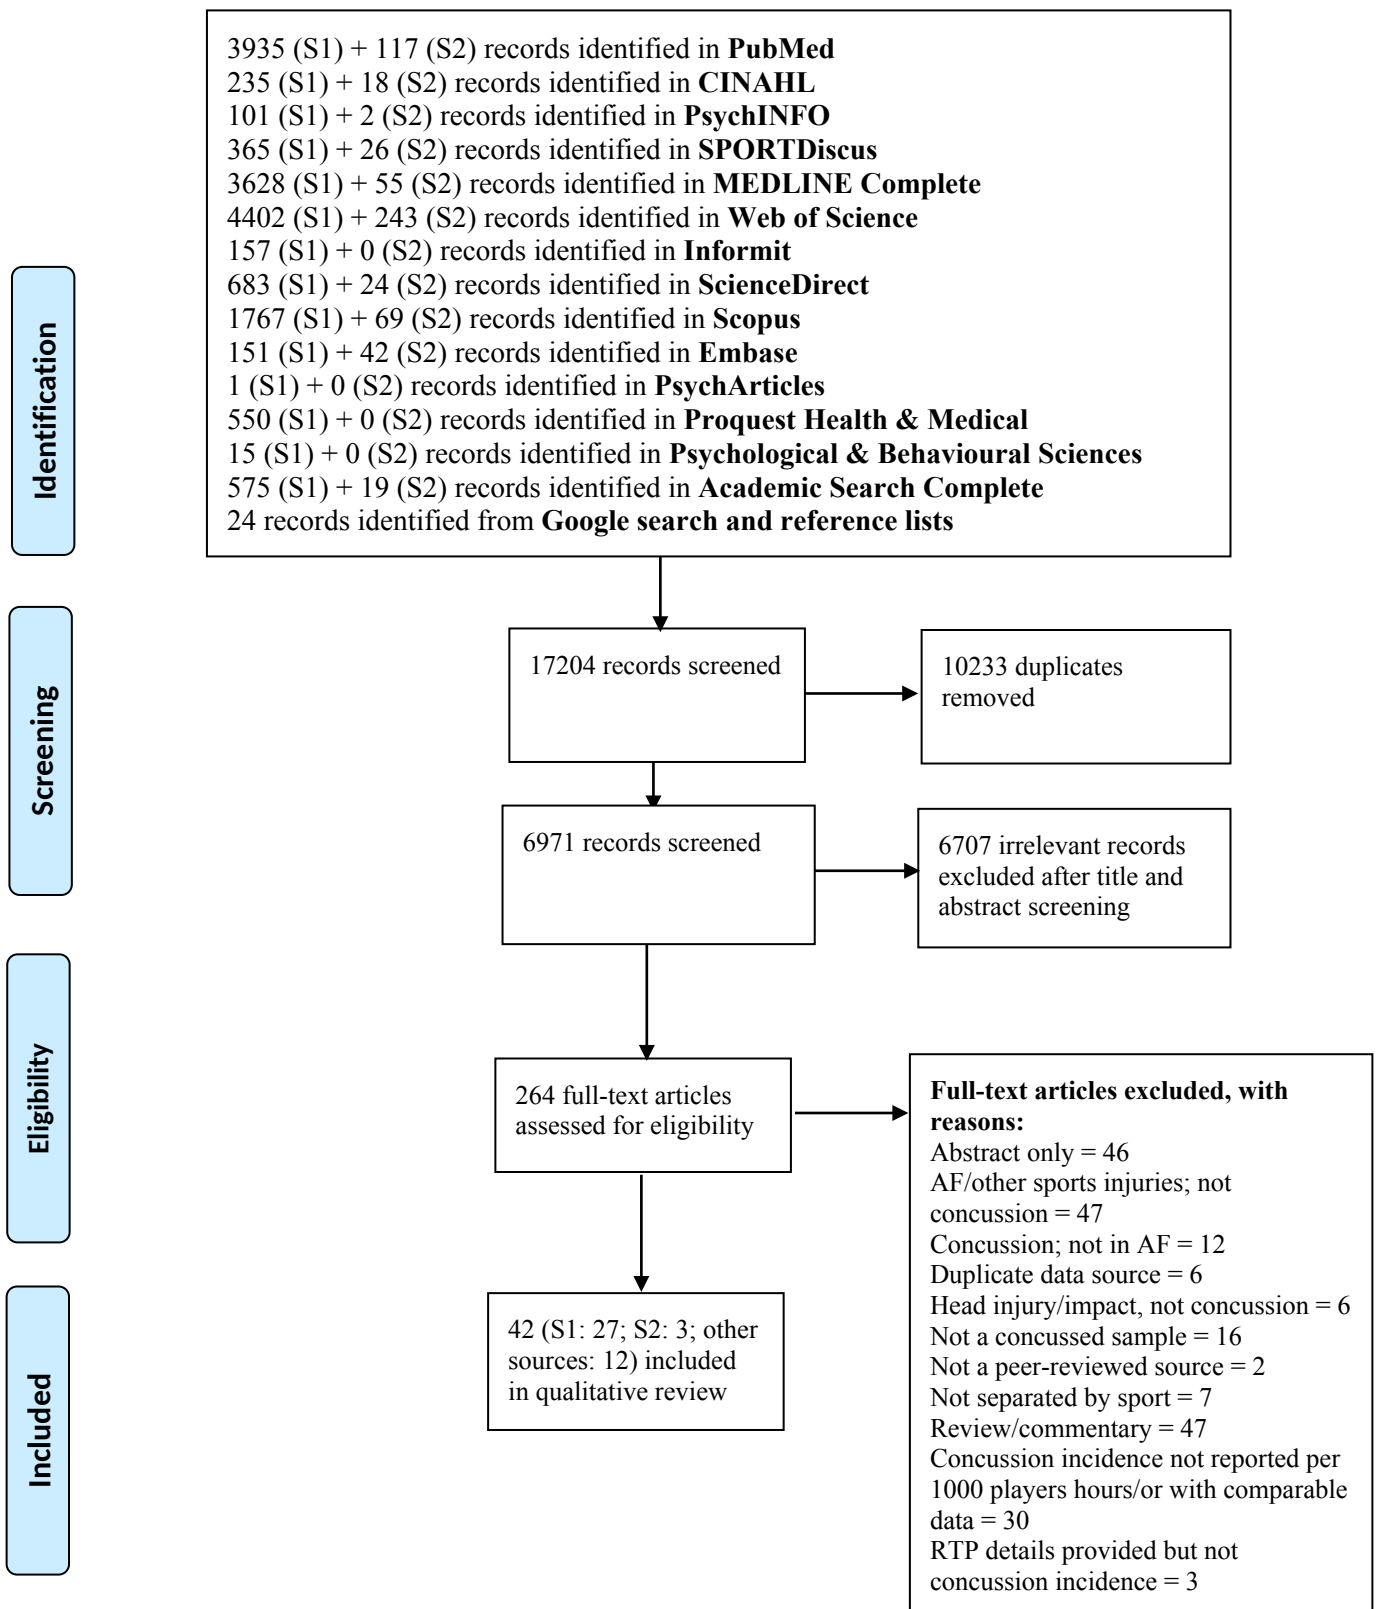 3935 (S1) + 117 (S2) records identified in PubMed
235 (S1) + 18 (S2) records identified in CINAHL
101 (S1) + 2 (S2) records identified in PsychINFO
365 (S1) + 26 (S2) records identified in SPORTDiscus
3628 (S1) + 55 (S2) records identified in MEDLINE Complete
4402 (S1) + 243 (S2) records identified in Web of Science
157 (S1) + 0 (S2) records identified in Informit
683 (S1) + 24 (S2) records identified in ScienceDirect
1767 (S1) + 69 (S2) records identified in Scopus
151 (S1) + 42 (S2) records identified in Embase
1 (S1) + 0 (S2) records identified in PsychArticles
550 (S1) + 0 (S2) records identified in Proquest Health & Medical
15 (S1) + 0 (S2) records identified in Psychological & Behavioural Sciences
575 (S1) + 19 (S2) records identified in Academic Search Complete
24 records identified from Google search and reference lists
Identification
17204 records screened
10233 duplicates
removed
Screening
6971 records screened
6707 irrelevant records
excluded after title and
abstract screening
Eligibility
264 full-text articles
assessed for eligibility
Full-text articles excluded, with
reasons:
Abstract only = 46
AF/other sports injuries; not
concussion = 47
Concussion; not in AF = 12
Duplicate data source = 6
Head injury/impact, not concussion = 6
Not a concussed sample = 16
Not a peer-reviewed source = 2
Not separated by sport = 7
Review/commentary = 47
Concussion incidence not reported per
1000 players hours/or with comparable
data = 30
RTP details provided but not
concussion incidence = 3
Included
42 (S1: 27; S2: 3; other
sources: 12) included
in qualitative review